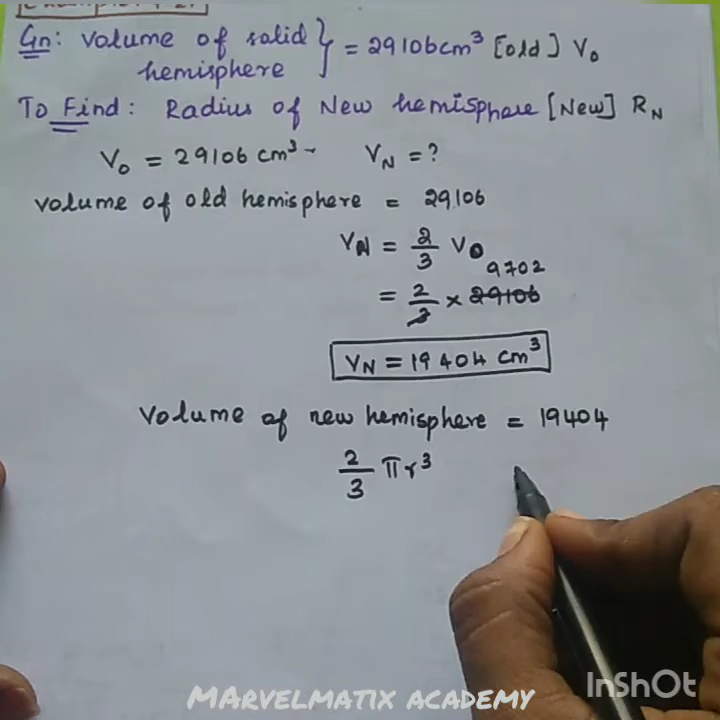 Gn: Volume of solid hemisphere } = 29106cm³ [old] V₀
To Find: Radius of New hemisphere [New] R_N
V₀ = 29106 cm³ V_N = ?
volume of old hemisphere = 29106
V_N = 2/3 V₀
9702
= 2/3 × 29106
V_N = 19404 cm³
Volume of new hemisphere = 19404
2/3 πr³
MARVELMATIX ACADEMY
InShOt